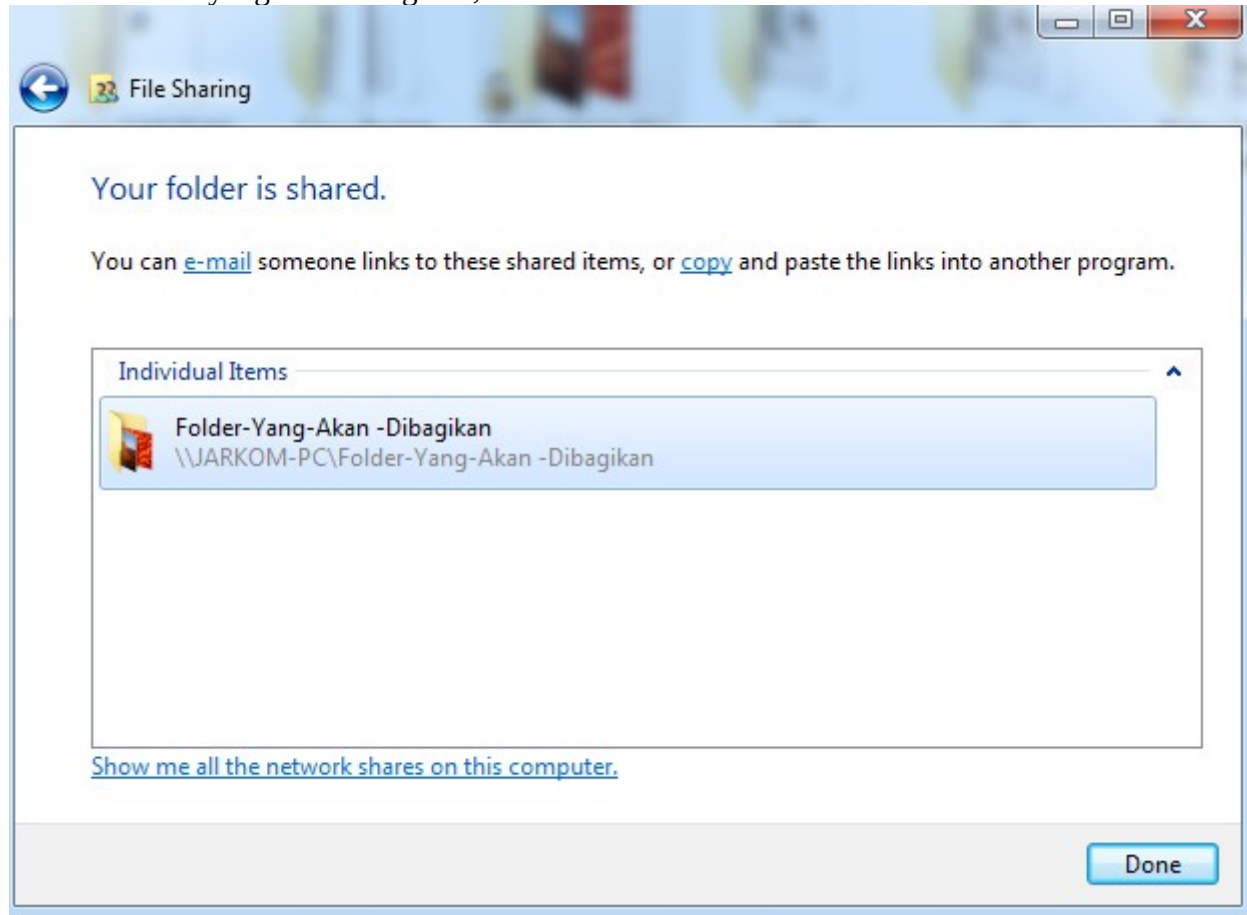 File Sharing
Your folder is shared.
You can e-mail someone links to these shared items, or copy and paste the links into another program.
Individual Items
Folder-Yang-Akan -Dibagikan
\\JARKOM-PC\Folder-Yang-Akan -Dibagikan
Show me all the network shares on this computer.
Done